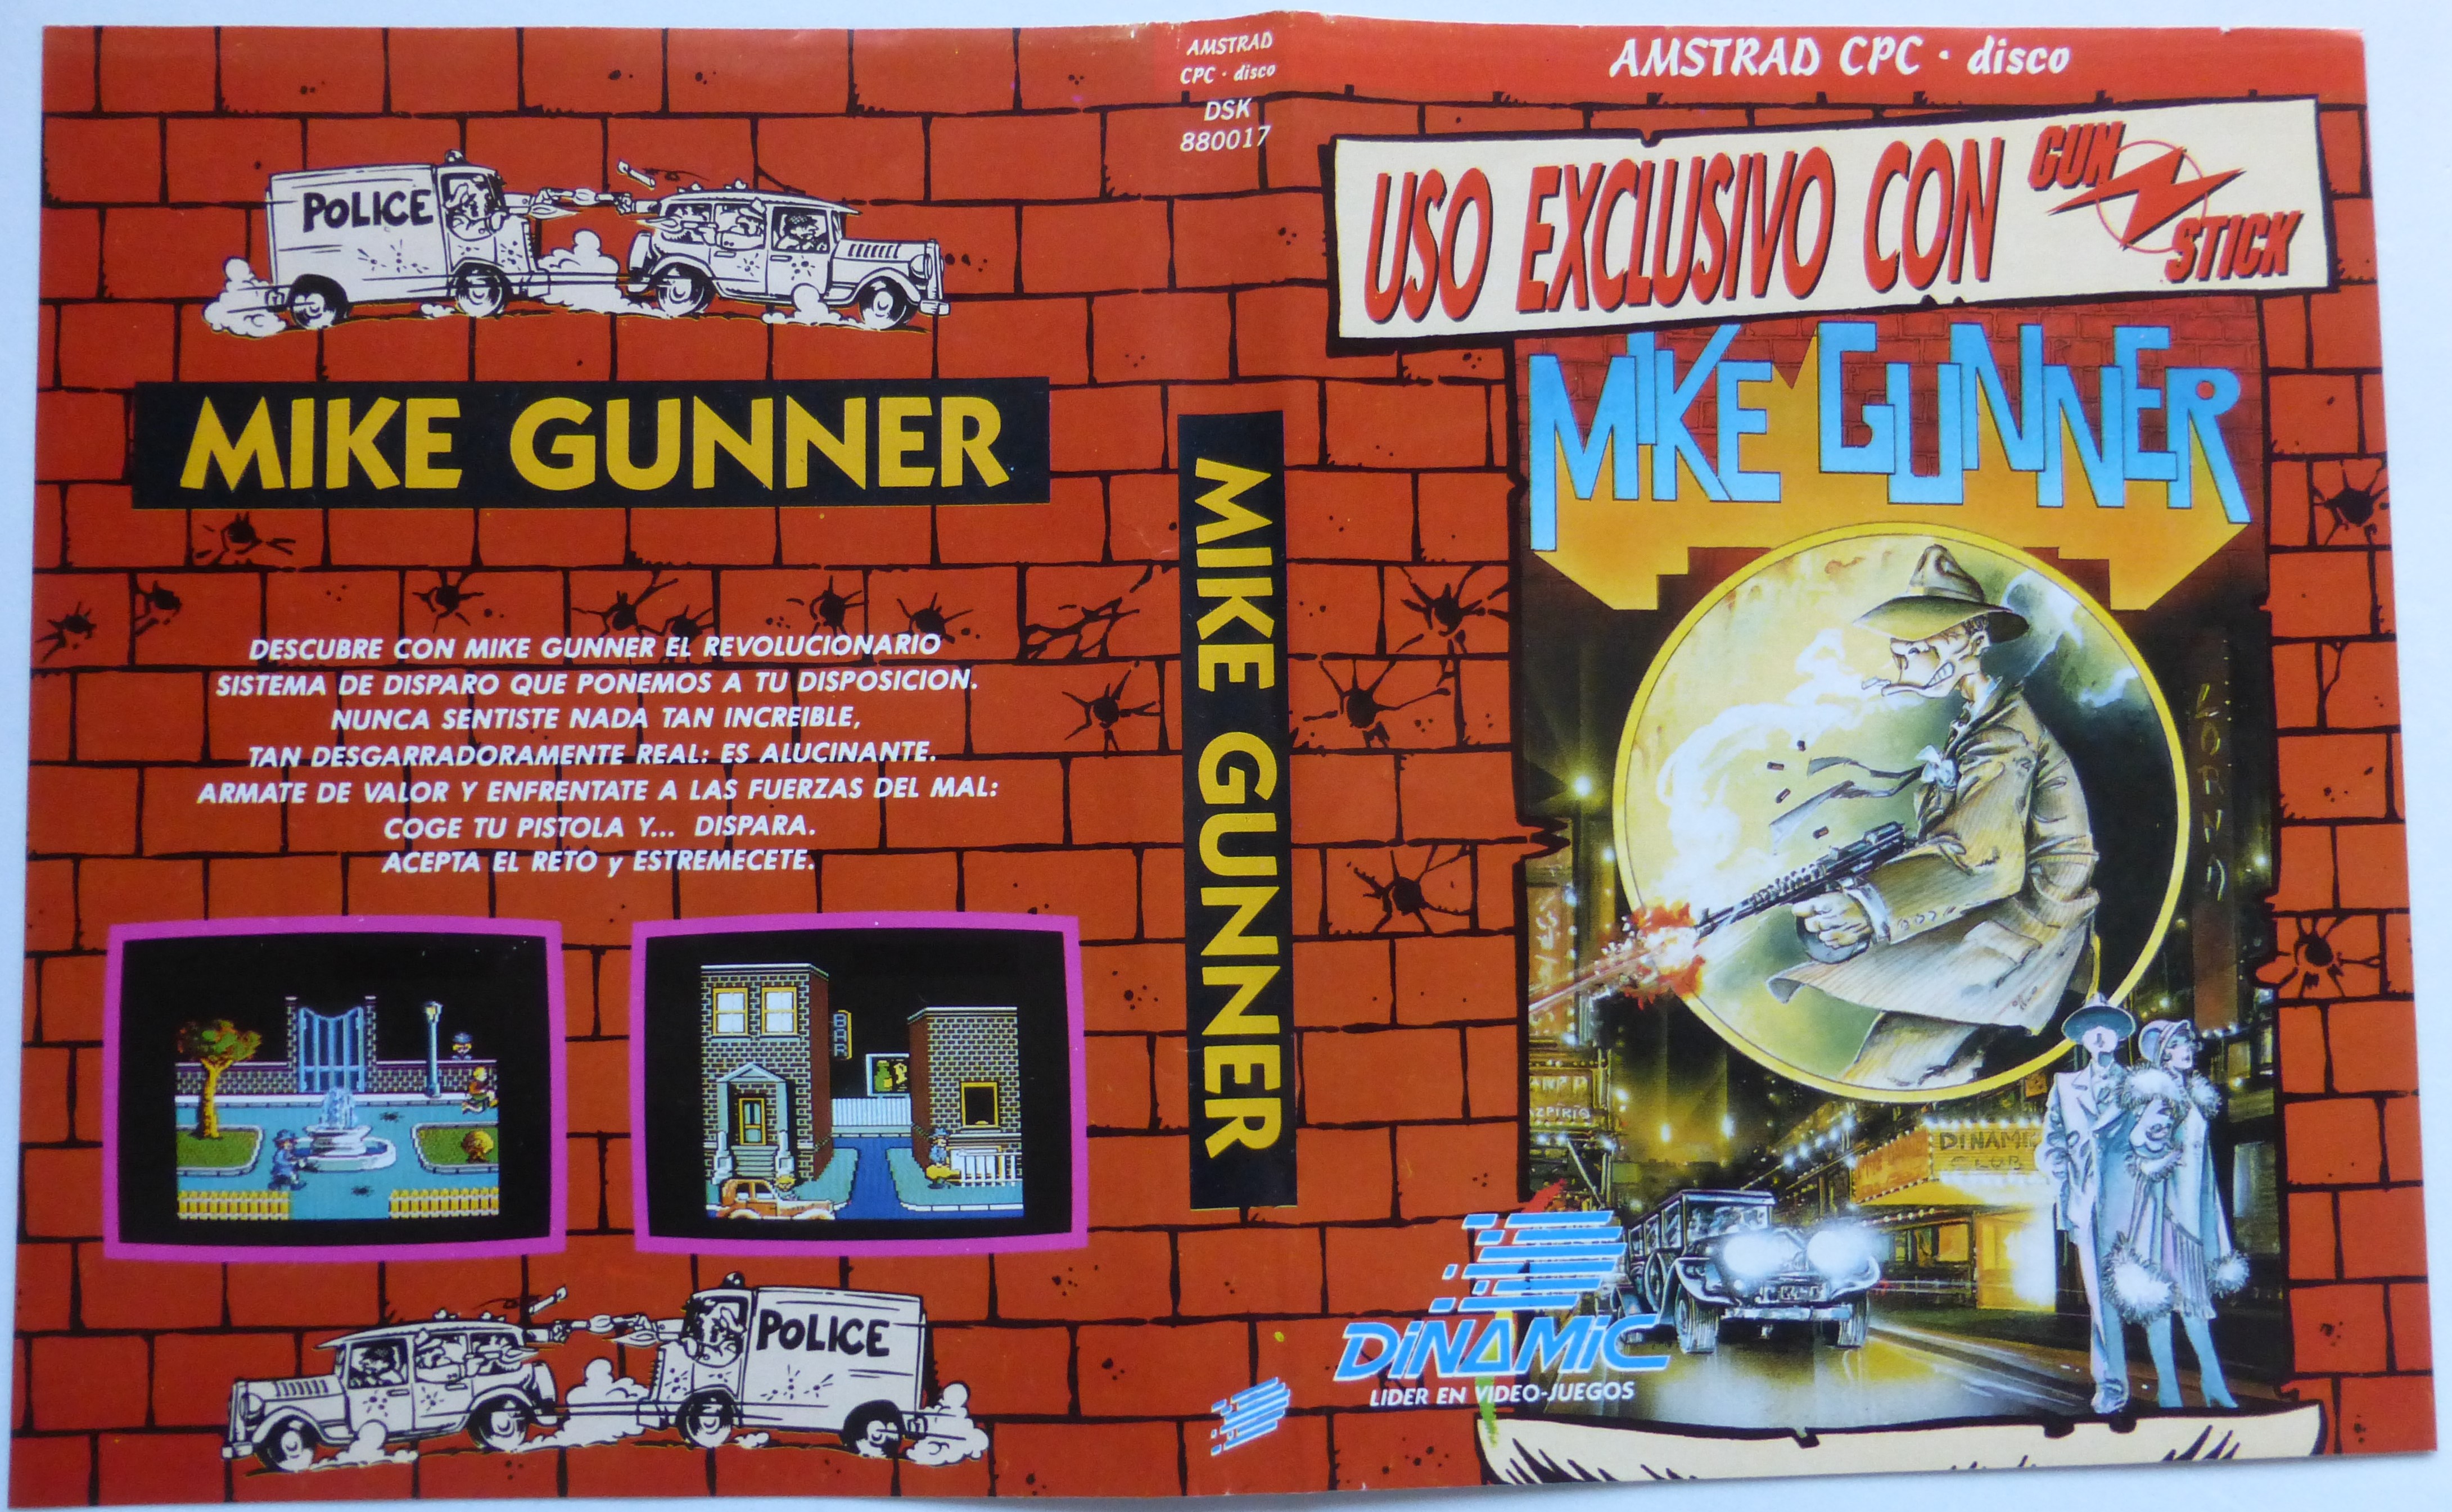 POLICE
MIKE GUNNER
DESCUBRE CON MIKE GUNNER EL REVOLUCIONARIO
SISTEMA DE DISPARO QUE PONEMOS A TU DISPOSICION.
NUNCA SENTISTE NADA TAN INCREIBLE,
TAN DESGARRADORAMENTE REAL: ES ALUCINANTE.
ARMATE DE VALOR Y ENFRENTATE A LAS FUERZAS DEL MAL:
COGE TU PISTOLA Y... DISPARA.
ACEPTA EL RETO y ESTREMECETE.
BAR
POLICE
AMSTRAD
CPC · disco
DSK
880017
MIKE GUNNER
AMSTRAD CPC · disco
USO EXCLUSIVO CON GUN STICK
MIKE GUNNER
LORNA
AZPIRI
DINAMIC
CLUB
DiNAMiC
LIDER EN VIDEO-JUEGOS